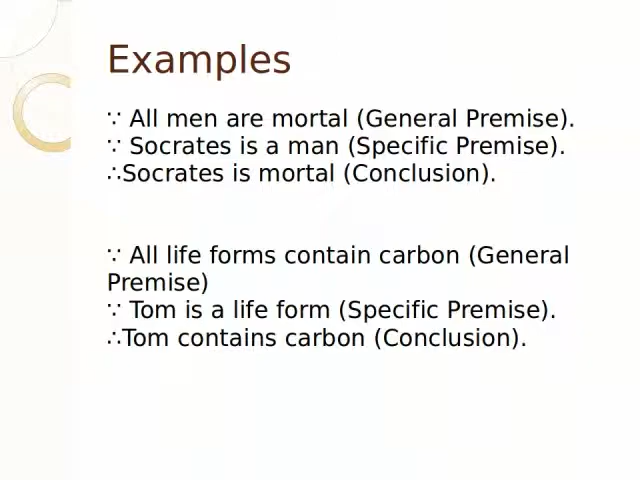 Examples
∵ All men are mortal (General Premise).
∵ Socrates is a man (Specific Premise).
∴Socrates is mortal (Conclusion).
∵ All life forms contain carbon (General
Premise)
∵ Tom is a life form (Specific Premise).
∴Tom contains carbon (Conclusion).